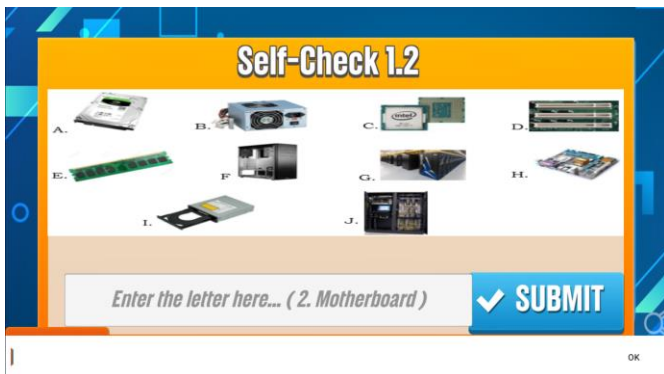 Self-Check 1.2
A. B. C. D.
E. F G. H.
I. J.
Enter the letter here... ( 2. Motherboard )
SUBMIT
OK